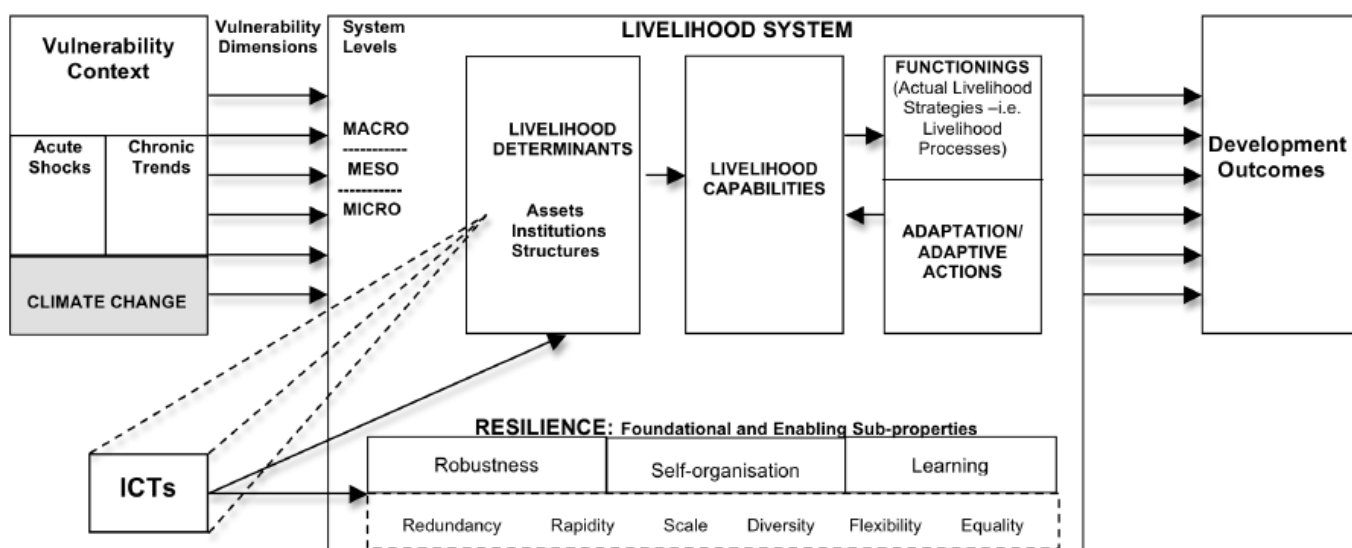 Vulnerability
Context
Acute
Shocks
Chronic
Trends
CLIMATE CHANGE
Vulnerability
Dimensions
System
Levels
MACRO
----------
MESO
----------
MICRO
LIVELIHOOD SYSTEM
LIVELIHOOD
DETERMINANTS
Assets
Institutions
Structures
LIVELIHOOD
CAPABILITIES
FUNCTIONINGS
(Actual Livelihood
Strategies –i.e.
Livelihood
Processes)
ADAPTATION/
ADAPTIVE
ACTIONS
Development
Outcomes
ICTs
RESILIENCE: Foundational and Enabling Sub-properties
Robustness
Self-organisation
Learning
Redundancy Rapidity Scale Diversity Flexibility Equality